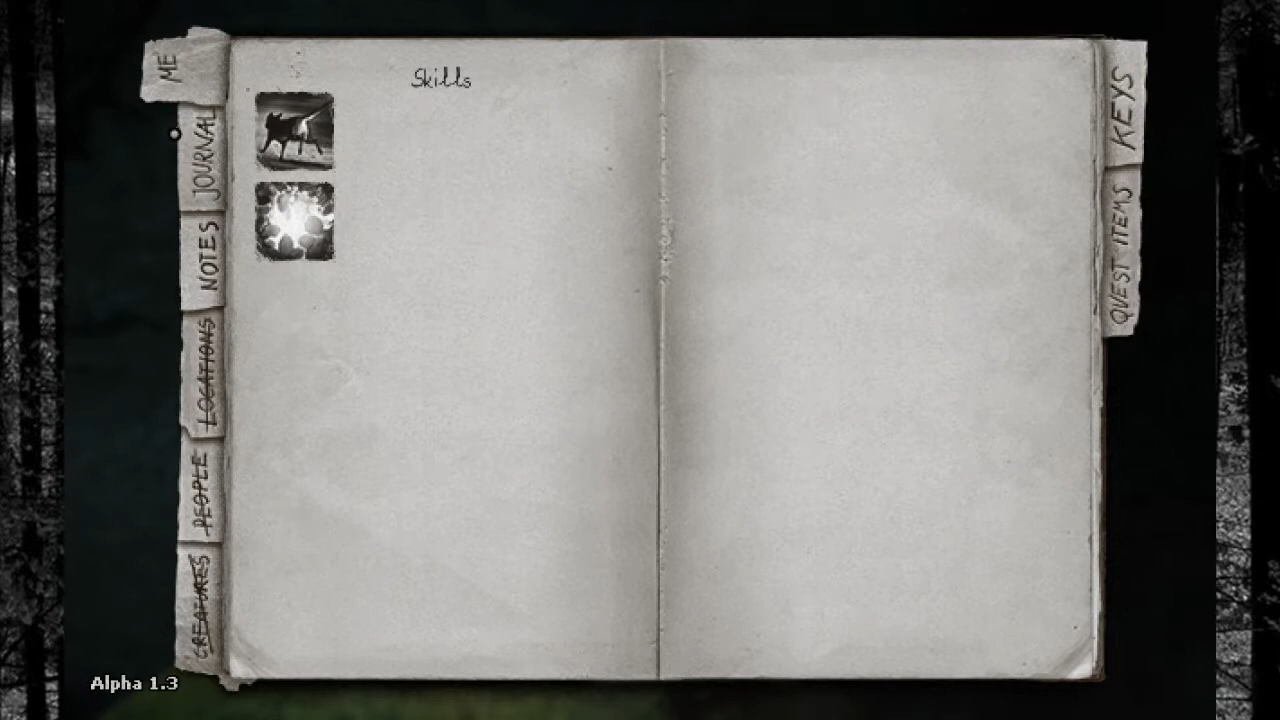 ME
JOURNAL
NOTES
LOCATIONS
PEOPLE
CREATURES
Skills
KEYS
QUEST ITEMS
Alpha 1.3